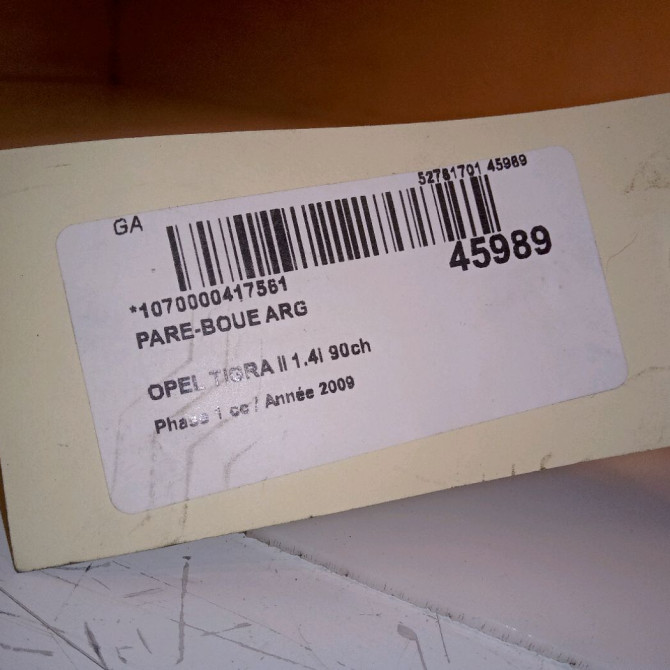 52781701 45989
GA
45989
*1070000417561
PARE-BOUE ARG
OPEL TIGRA II 1.4I 90ch
Phase 1 cc / Année 2009